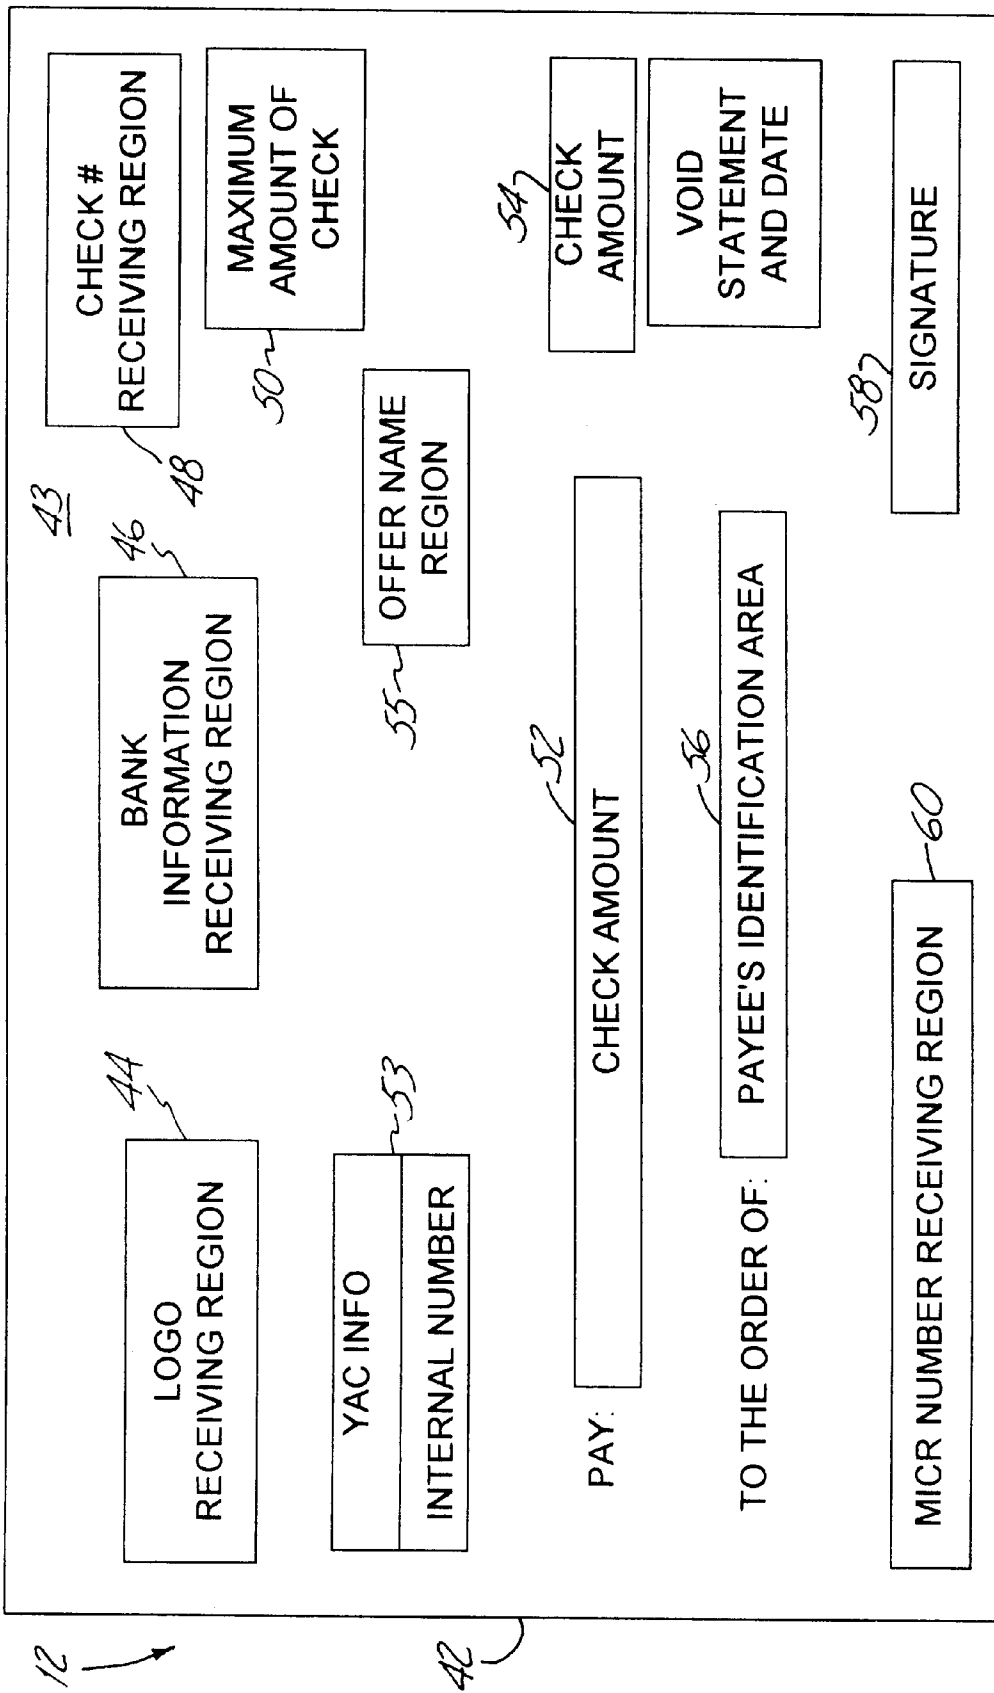 12
42
43
44
LOGO
RECEIVING REGION
46
BANK
INFORMATION
RECEIVING REGION
48
CHECK #
RECEIVING REGION
50
MAXIMUM
AMOUNT OF
CHECK
53
YAC INFO
INTERNAL NUMBER
55
OFFER NAME
REGION
PAY:
52
CHECK AMOUNT
54
CHECK
AMOUNT
VOID
STATEMENT
AND DATE
TO THE ORDER OF:
56
PAYEE'S IDENTIFICATION AREA
58
SIGNATURE
60
MICR NUMBER RECEIVING REGION